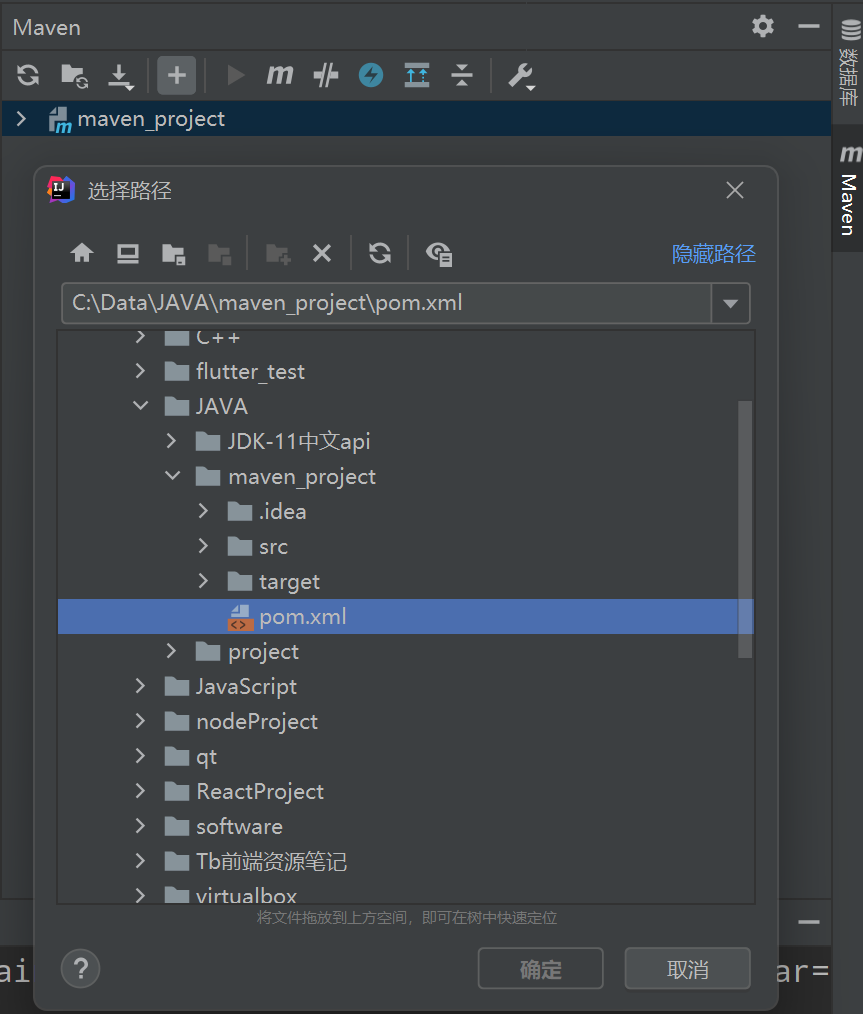 Maven
数据库
maven_project
Maven
选择路径
隐藏路径
C:\Data\JAVA\maven_project\pom.xml
C++
flutter_test
JAVA
JDK-11中文api
maven_project
.idea
src
target
pom.xml
project
JavaScript
nodeProject
qt
ReactProject
software
Tb前端资源笔记
virtualbox
将文件拖放到上方空间，即可在树中快速定位
?
确定
取消
ai
ar=